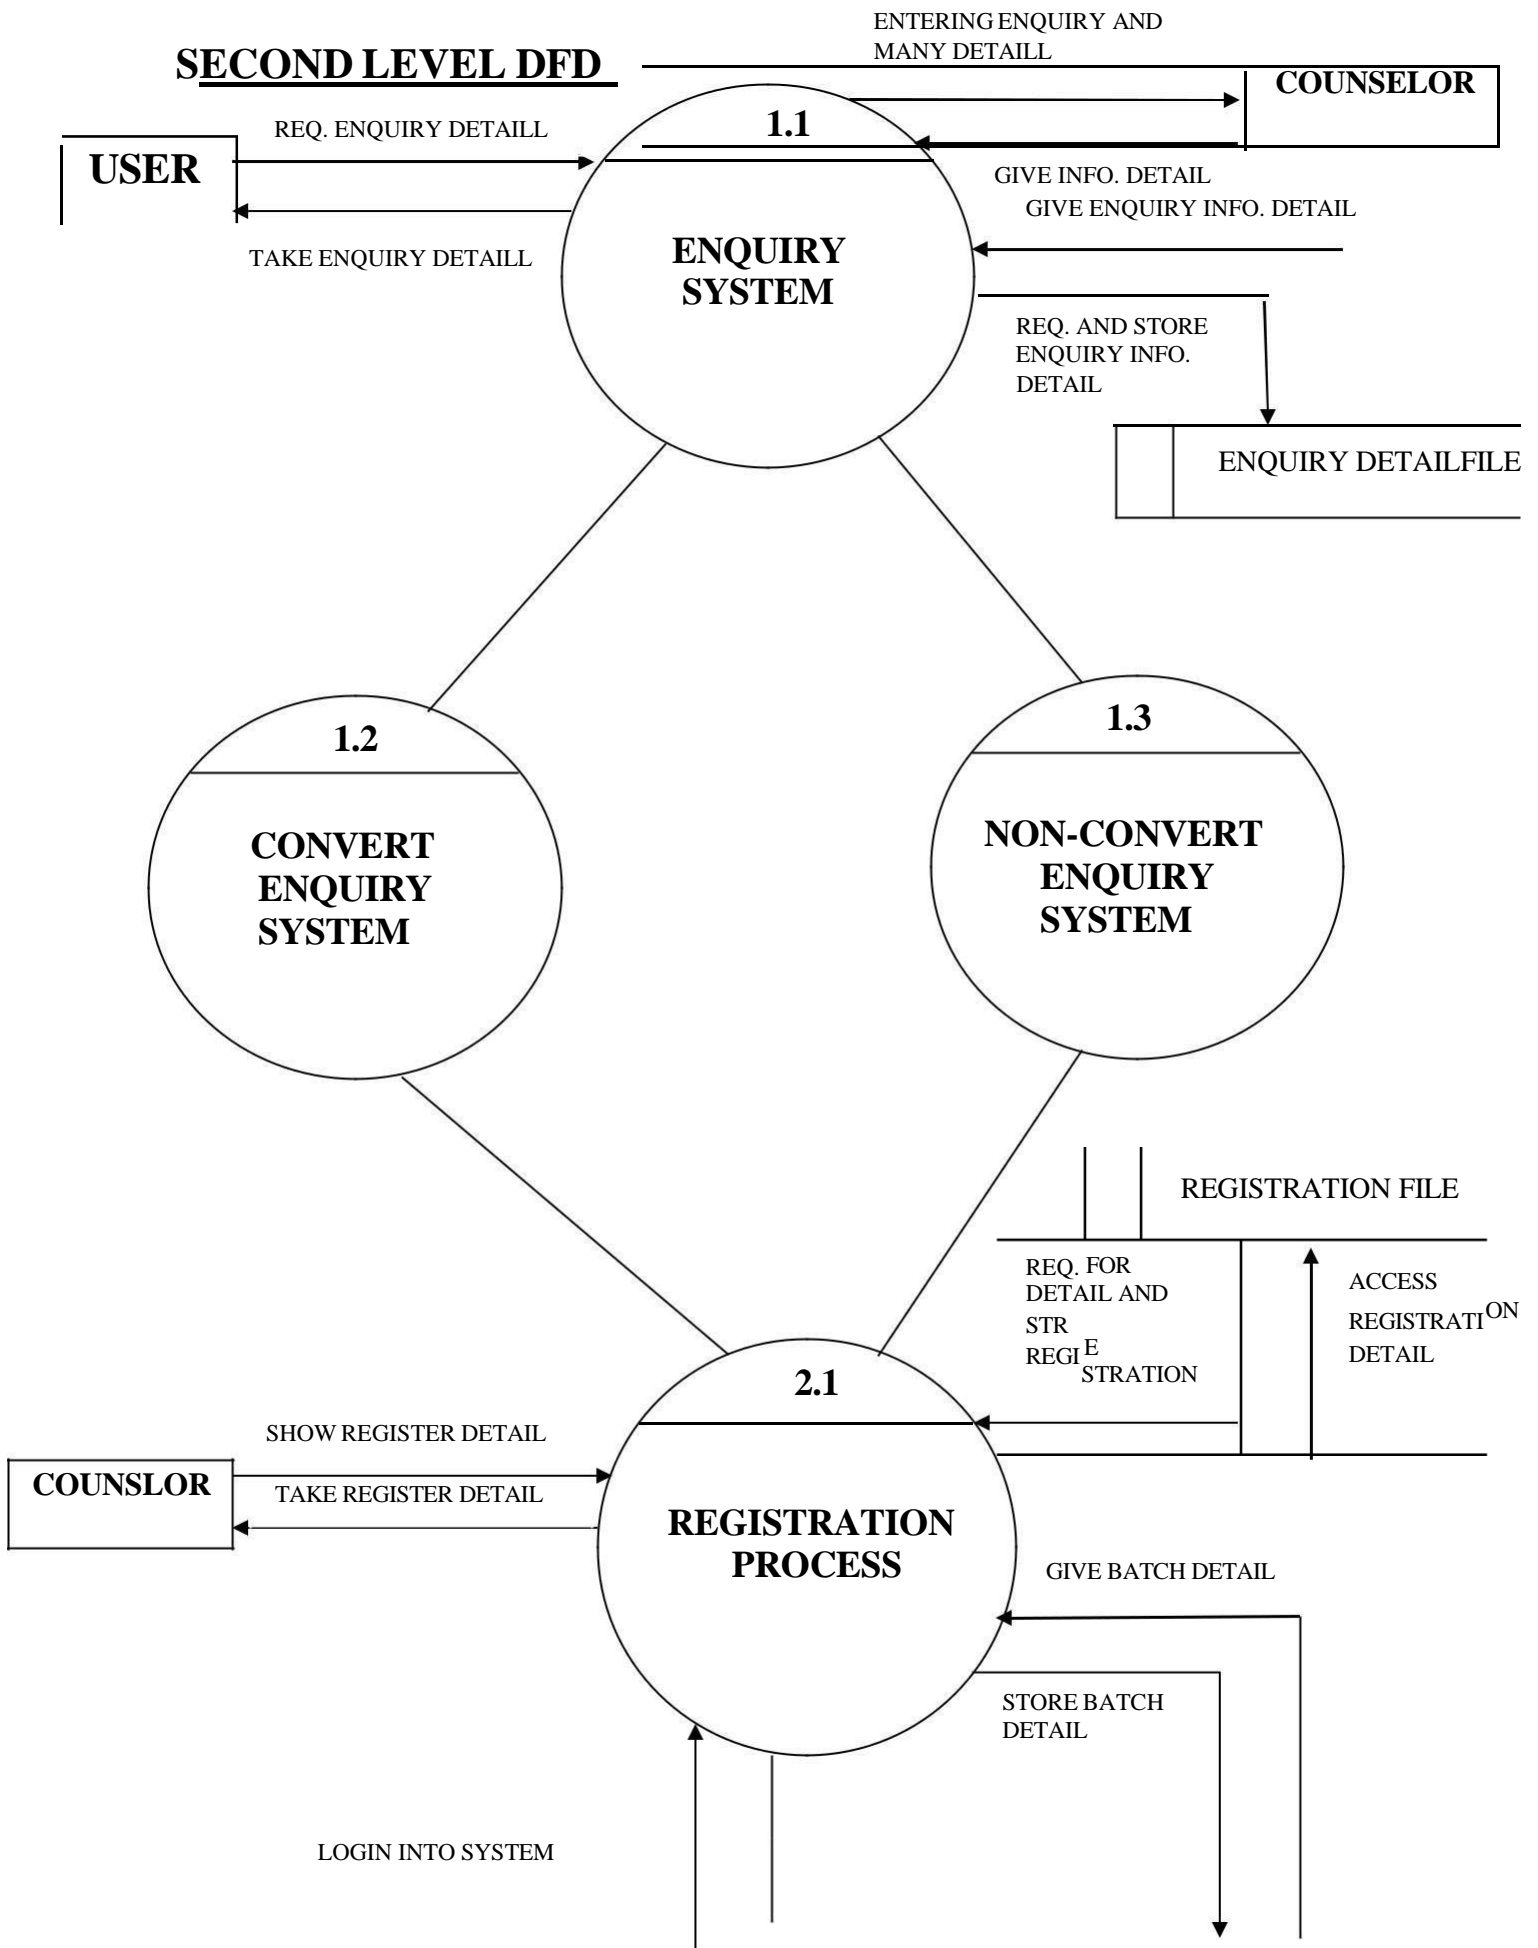 ENTERING ENQUIRY AND
MANY DETAILL
SECOND LEVEL DFD
COUNSELOR
1.1
REQ. ENQUIRY DETAILL
USER
GIVE INFO. DETAIL
GIVE ENQUIRY INFO. DETAIL
TAKE ENQUIRY DETAILL
ENQUIRY
SYSTEM
REQ. AND STORE
ENQUIRY INFO.
DETAIL
ENQUIRY DETAILFILE
1.2
1.3
CONVERT
ENQUIRY
SYSTEM
NON-CONVERT
ENQUIRY
SYSTEM
REGISTRATION FILE
REQ. FOR
DETAIL AND
STR
REGI E
STRATION
ACCESS
REGISTRATION
DETAIL
2.1
SHOW REGISTER DETAIL
COUNSLOR
TAKE REGISTER DETAIL
REGISTRATION
PROCESS
GIVE BATCH DETAIL
STORE BATCH
DETAIL
LOGIN INTO SYSTEM